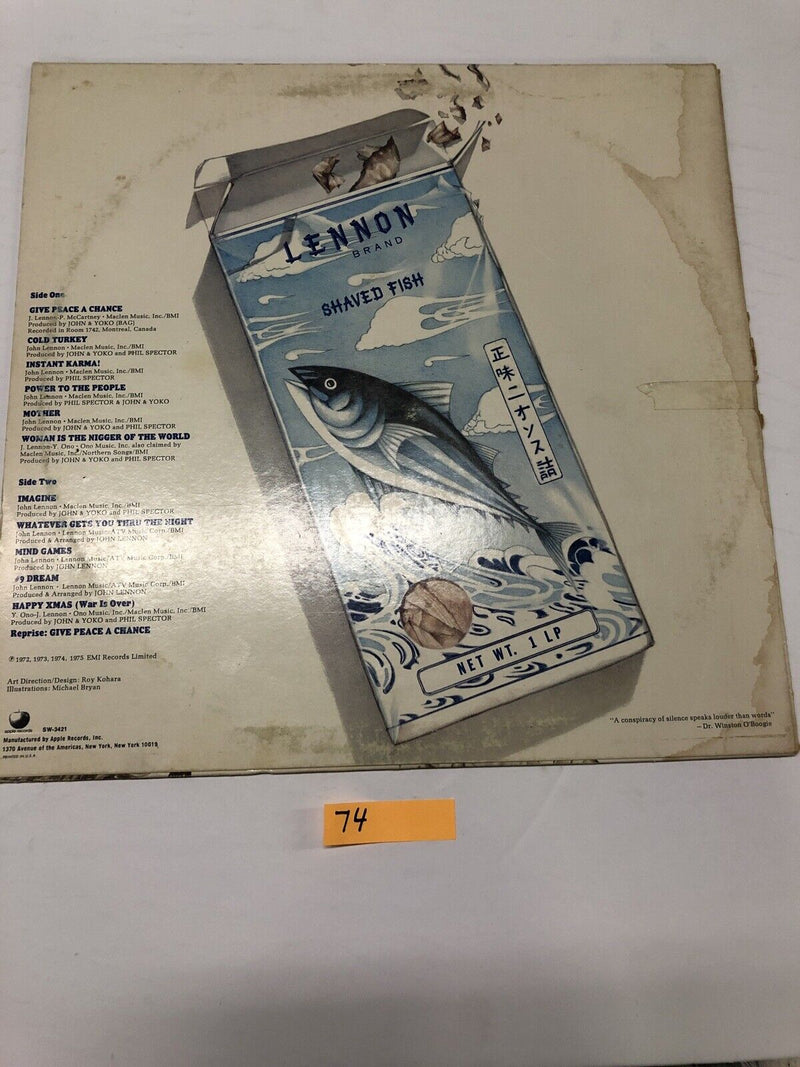 LENNON
BRAND
SHAVED FISH
正味二オンス詰
NET WT. 1 LP
Side One
GIVE PEACE A CHANCE
J. Lennon-P. McCartney • Maclen Music, Inc./BMI
Produced by JOHN & YOKO (BAG)
Recorded in Room 1742, Montreal, Canada
COLD TURKEY
John Lennon • Maclen Music, Inc./BMI
Produced by JOHN & YOKO and PHIL SPECTOR
INSTANT KARMA!
John Lennon • Maclen Music, Inc./BMI
Produced by PHIL SPECTOR
POWER TO THE PEOPLE
John Lennon • Maclen Music, Inc./BMI
Produced by PHIL SPECTOR & JOHN & YOKO
MOTHER
John Lennon • Maclen Music, Inc./BMI
Produced by JOHN & YOKO and PHIL SPECTOR
WOMAN IS THE NIGGER OF THE WORLD
J. Lennon-Y. Ono • Ono Music, Inc. also claimed by
Maclen Music, Inc./Northern Songs/BMI
Produced by JOHN & YOKO and PHIL SPECTOR
Side Two
IMAGINE
John Lennon • Maclen Music, Inc./BMI
Produced by JOHN & YOKO and PHIL SPECTOR
WHATEVER GETS YOU THRU THE NIGHT
John Lennon • Lennon Music/ATV Music Corp./BMI
Produced & Arranged by JOHN LENNON
MIND GAMES
John Lennon • Lennon Music/ATV Music Corp./BMI
Produced by JOHN LENNON
#9 DREAM
John Lennon • Lennon Music/ATV Music Corp./BMI
Produced & Arranged by JOHN LENNON
HAPPY XMAS (War Is Over)
Y. Ono-J. Lennon • Ono Music, Inc./Maclen Music, Inc./BMI
Produced by JOHN & YOKO and PHIL SPECTOR
Reprise: GIVE PEACE A CHANCE
℗1972, 1973, 1974, 1975 EMI Records Limited
Art Direction/Design: Roy Kohara
Illustrations: Michael Bryan
apple records SW-3421
Manufactured by Apple Records, Inc.
1370 Avenue of the Americas, New York, New York 10019
PRINTED IN U.S.A.
"A conspiracy of silence speaks louder than words"
—Dr. Winston O'Boogie
74